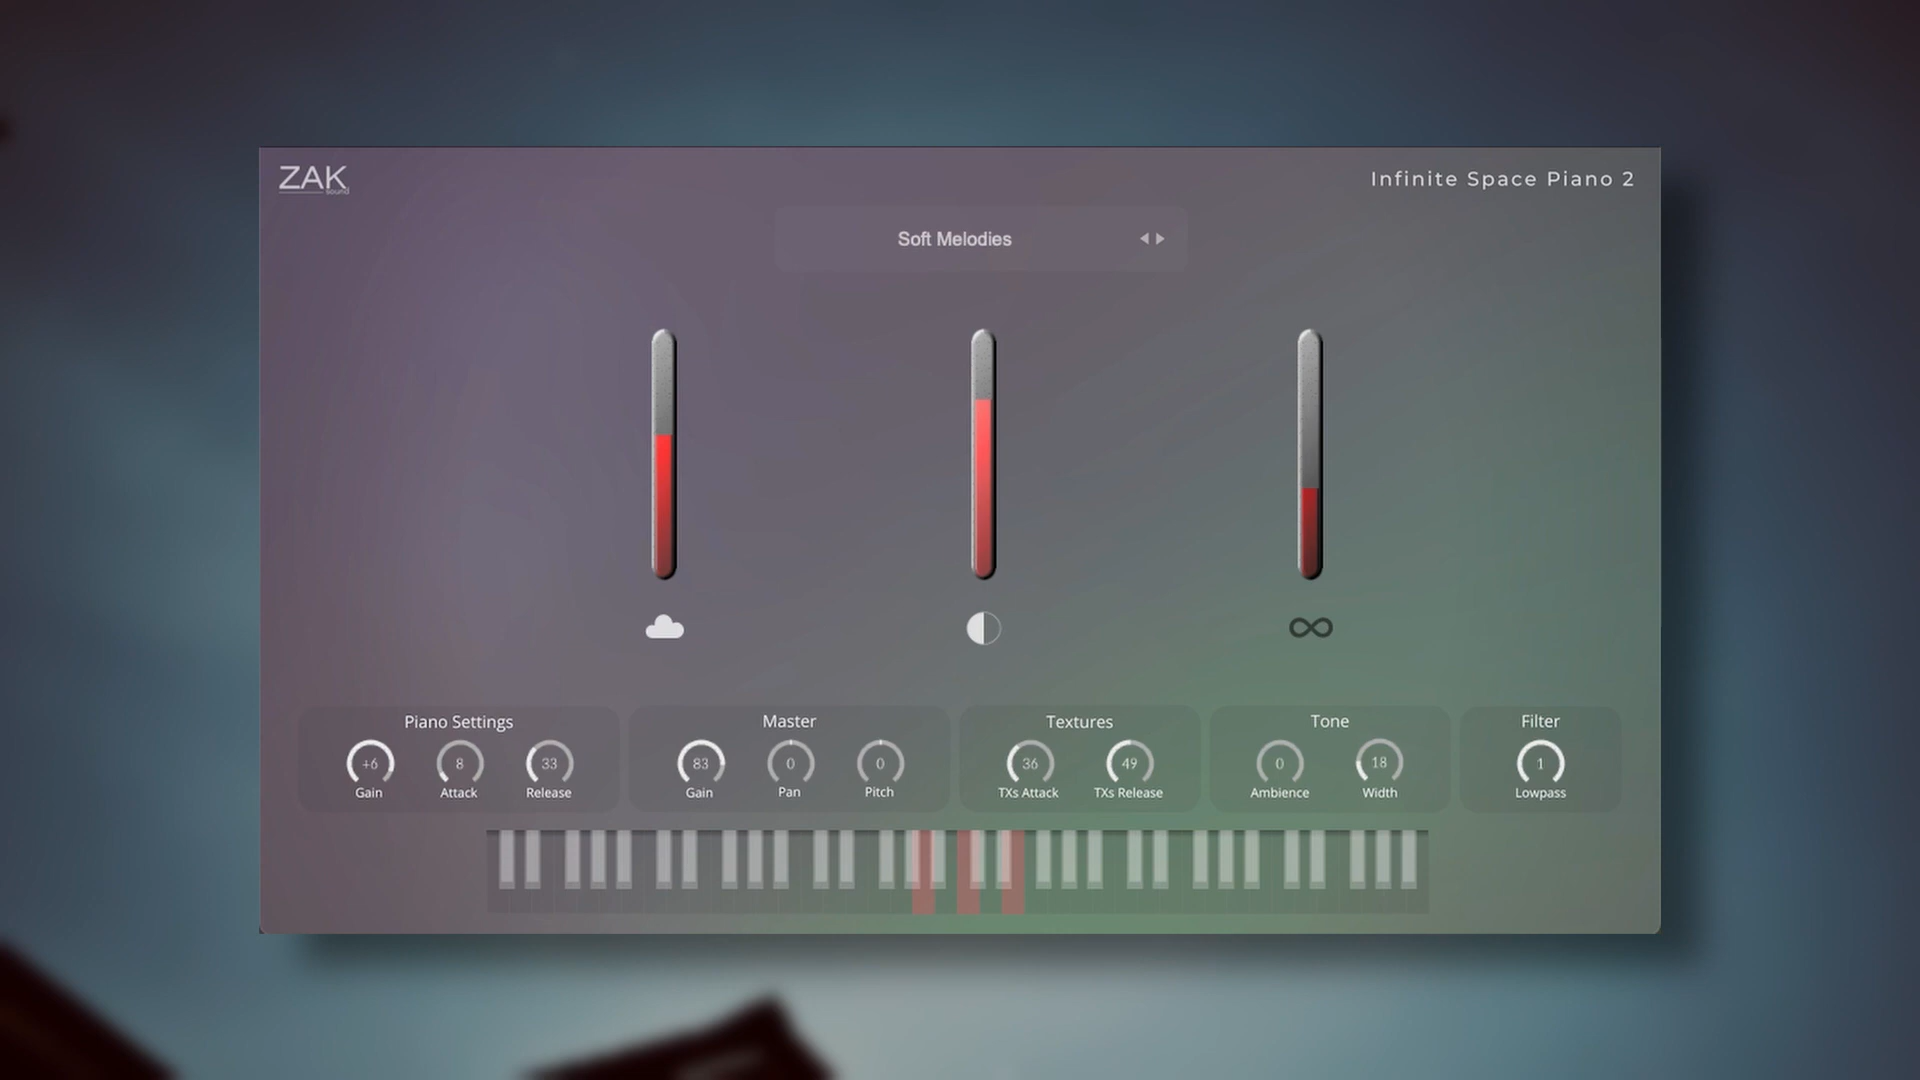 ZAK
sound
Infinite Space Piano 2
Soft Melodies
Piano Settings
+6
8
33
Gain
Attack
Release
Master
83
0
0
Gain
Pan
Pitch
Textures
36
49
TXs Attack
TXs Release
Tone
0
18
Ambience
Width
Filter
1
Lowpass